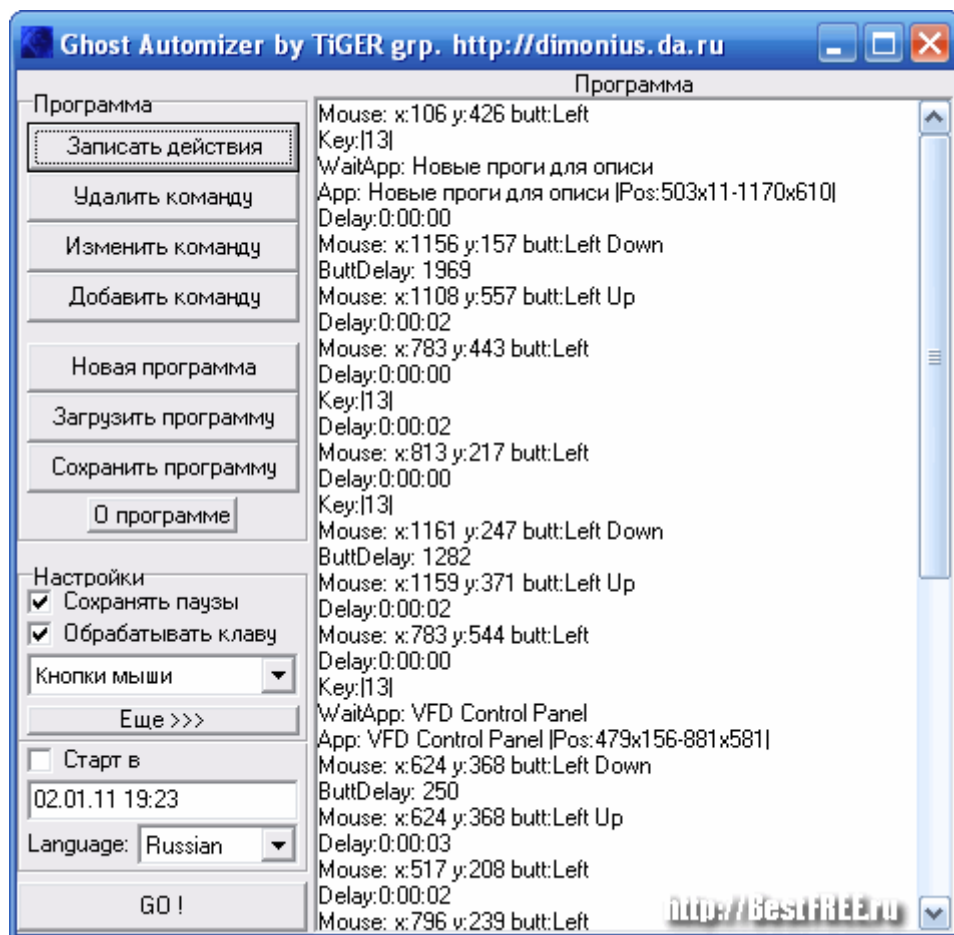 Ghost Automizer by TiGER grp. http://dimonius.da.ru
Программа
Записать действия
Удалить команду
Изменить команду
Добавить команду
Новая программа
Загрузить программу
Сохранить программу
О программе
Настройки
Сохранять паузы
Обрабатывать клаву
Кнопки мыши
Еще >>>
Старт в
02.01.11 19:23
Language: Russian
GO !
Программа
Mouse: x:106 y:426 butt:Left
Key:|13|
WaitApp: Новые проги для описи
App: Новые проги для описи |Pos:503x11-1170x610|
Delay:0:00:00
Mouse: x:1156 y:157 butt:Left Down
ButtDelay: 1969
Mouse: x:1108 y:557 butt:Left Up
Delay:0:00:02
Mouse: x:783 y:443 butt:Left
Delay:0:00:00
Key:|13|
Delay:0:00:02
Mouse: x:813 y:217 butt:Left
Delay:0:00:00
Key:|13|
Mouse: x:1161 y:247 butt:Left Down
ButtDelay: 1282
Mouse: x:1159 y:371 butt:Left Up
Delay:0:00:02
Mouse: x:783 y:544 butt:Left
Delay:0:00:00
Key:|13|
WaitApp: VFD Control Panel
App: VFD Control Panel |Pos:479x156-881x581|
Mouse: x:624 y:368 butt:Left Down
ButtDelay: 250
Mouse: x:624 y:368 butt:Left Up
Delay:0:00:03
Mouse: x:517 y:208 butt:Left
Delay:0:00:02
Mouse: x:796 y:239 butt:Left
http://BestFREE.ru